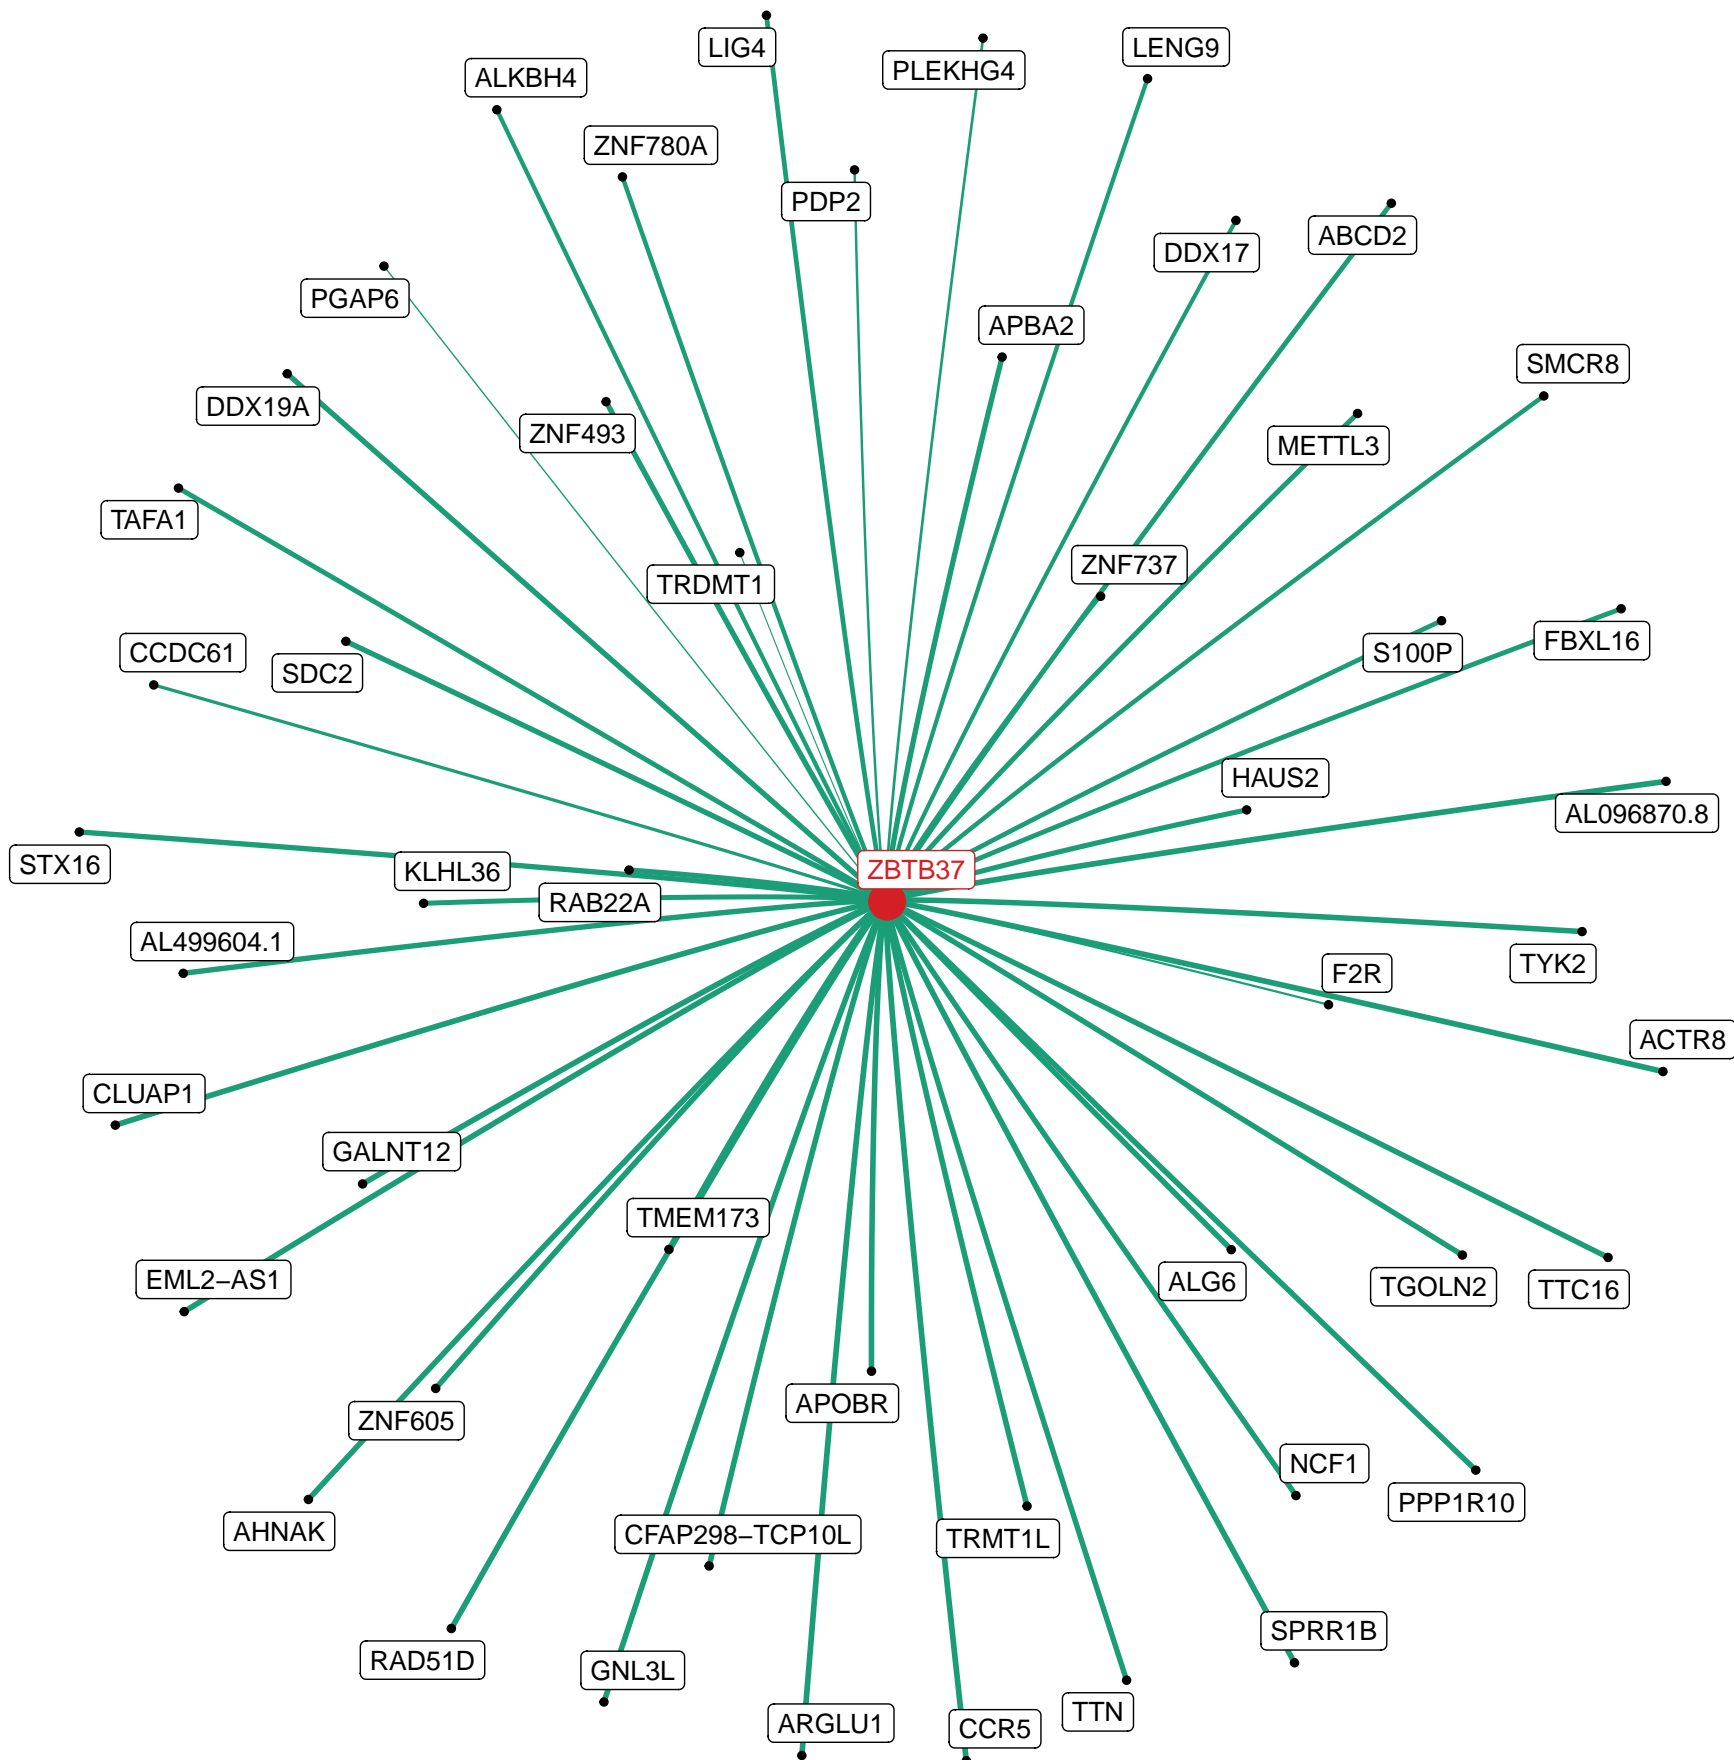 LIG4
LENG9
PLEKHG4
ALKBH4
ZNF780A
PDP2
ABCD2
DDX17
PGAP6
APBA2
SMCR8
DDX19A
ZNF493
METTL3
TAFA1
ZNF737
TRDMT1
FBXL16
CCDC61
S100P
SDC2
HAUS2
AL096870.8
STX16
KLHL36
ZBTB37
RAB22A
AL499604.1
TYK2
F2R
ACTR8
CLUAP1
GALNT12
TMEM173
EML2−AS1
ALG6
TGOLN2
TTC16
APOBR
ZNF605
NCF1
PPP1R10
AHNAK
CFAP298−TCP10L
TRMT1L
SPRR1B
RAD51D
GNL3L
TTN
ARGLU1
CCR5